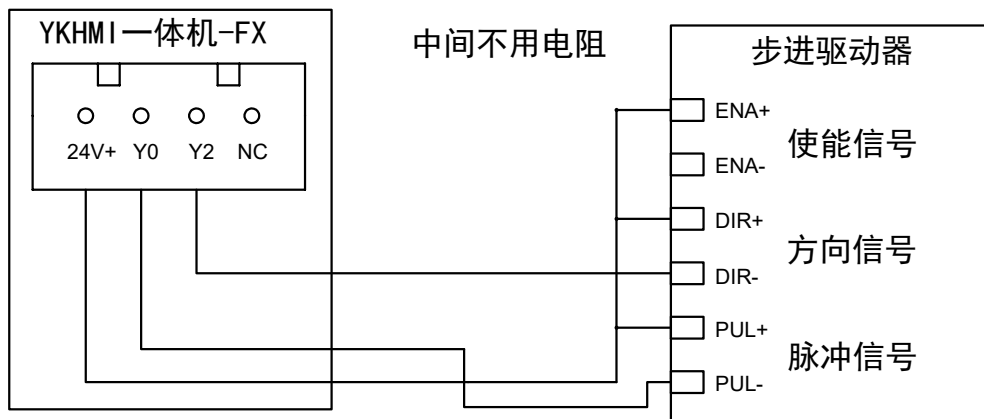 YKHMI一体机-FX
中间不用电阻
步进驱动器
24V+ Y0 Y2 NC
ENA+
使能信号
ENA-
DIR+
方向信号
DIR-
PUL+
脉冲信号
PUL-